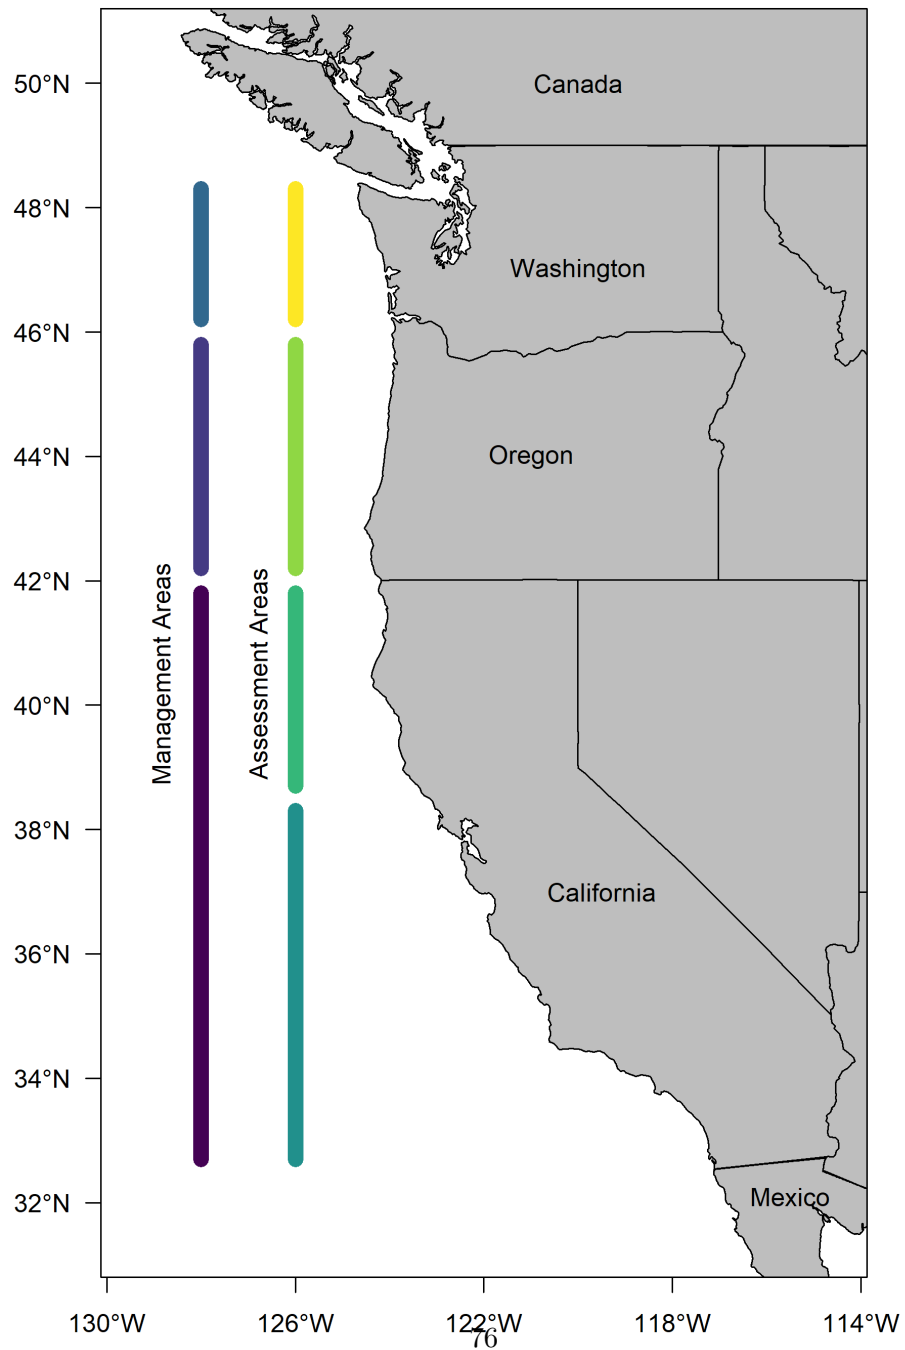 50°N
Canada
48°N
Washington
46°N
44°N
Oregon
42°N
Management Areas
Assessment Areas
40°N
38°N
California
36°N
34°N
32°N
Mexico
130°W
126°W
122°W
118°W
114°W
76